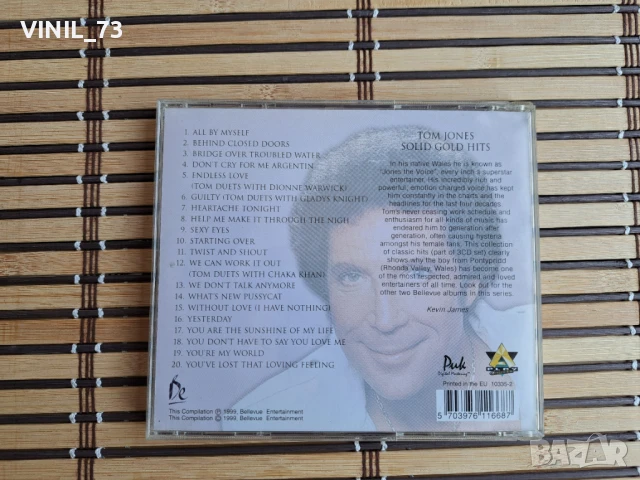 VINIL_73
1 ALL BY MYSELF
2 BEHIND CLOSED DOORS
3 BRIDGE OVER TROUBLED WATER
4 DON'T CRY FOR ME ARGENTIN
5 ENDLESS LOVE
(TOM DUETS WITH DIONNE WARWICK)
6 GUILTY (TOM DUETS WITH GLADYS KNIGHT)
7 HEARTACHE TONIGHT
8 HELP ME MAKE IT THROUGH THE NIGH
9 SEXY EYES
10 STARTING OVER
11 TWIST AND SHOUT
12 WE CAN WORK IT OUT
(TOM DUETS WITH CHAKA KHAN)
13 WE DON'T TALK ANYMORE
14 WHAT'S NEW PUSSYCAT
15 WITHOUT LOVE (I HAVE NOTHING)
16 YESTERDAY
17 YOU ARE THE SUNSHINE OF MY LIFE
18 YOU DON'T HAVE TO SAY YOU LOVE ME
19 YOU'RE MY WORLD
20 YOU'VE LOST THAT LOVING FEELING
This Compilation ℗ 1999, Bellevue Entertainment
This Compilation © 1999, Bellevue Entertainment
TOM JONES
SOLID GOLD HITS
In his native Wales he is known as
"Jones the Voice", every inch a superstar
entertainer. His incredibly rich and
powerful, emotion charged voice has kept
him constantly in the charts and the
headlines for the last four decades.
Tom's never ceasing work schedule and
enthusiasm for all kinds of music has
endeared him to generation after
generation, often causing hysteria
amongst his female fans. This collection
of classic hits (part of 3CD set) clearly
shows why the boy from Pontypridd
(Rhondda Valley, Wales) has become one
of the most respected, admired and loved
entertainers of all time. Look out for the
other two Bellevue albums in this series.
Kevin James
Puk
Digital Mastering
Printed in the EU 10305-2
5 703976 116687
BAZAR